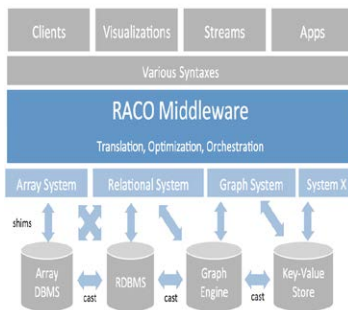 Clients Visualizations Streams Apps
Various Syntaxes
RACO Middleware
Translation, Optimization, Orchestration
Array System Relational System Graph System System X
shims
Array DBMS
RDBMS
Graph Engine
Key-Value Store
cast cast cast